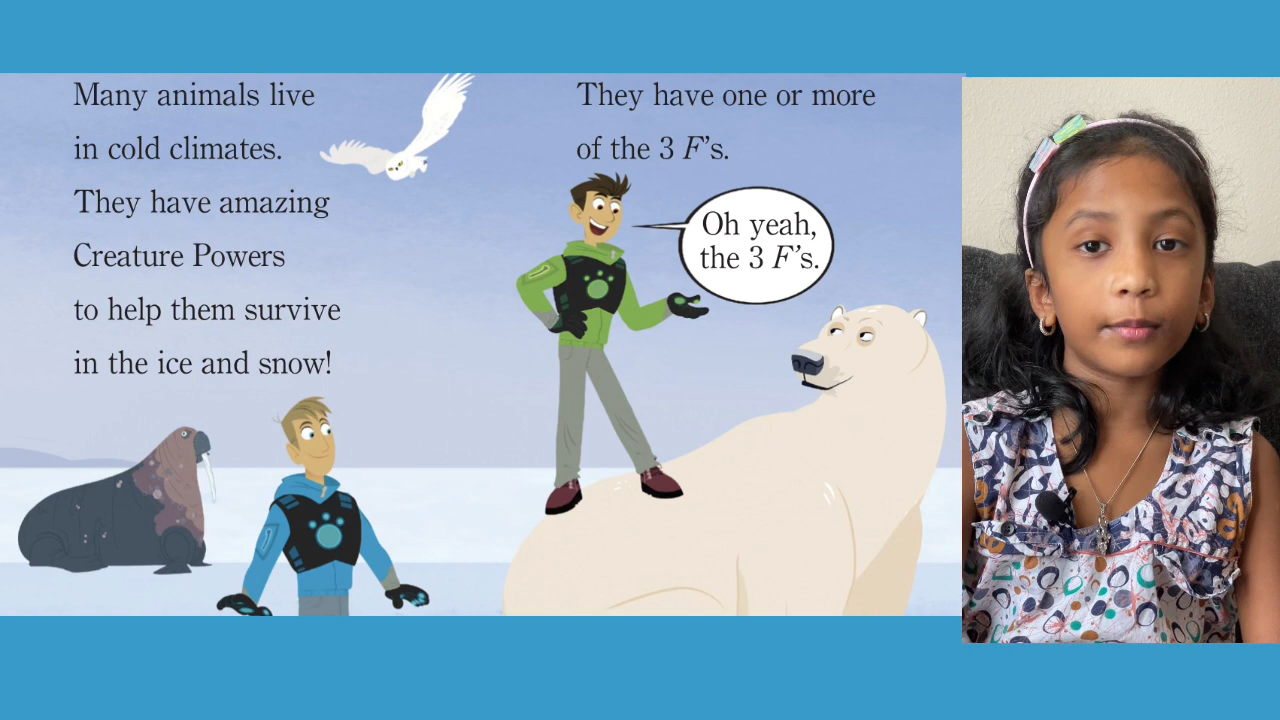 Many animals live
in cold climates.
They have amazing
Creature Powers
to help them survive
in the ice and snow!
They have one or more
of the 3 F’s.
Oh yeah,
the 3 F’s.